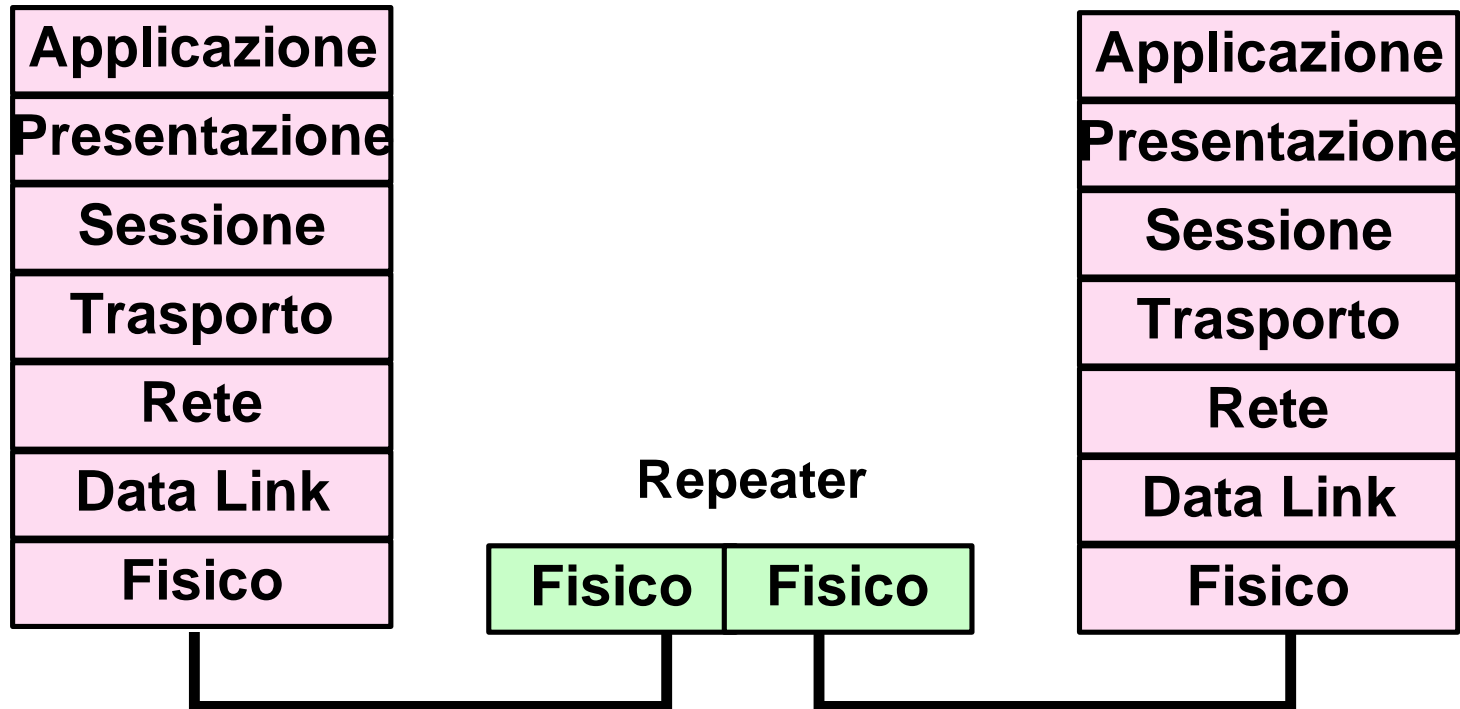 Applicazione
Presentazione
Sessione
Trasporto
Rete
Data Link
Fisico
Repeater
Fisico Fisico
Applicazione
Presentazione
Sessione
Trasporto
Rete
Data Link
Fisico